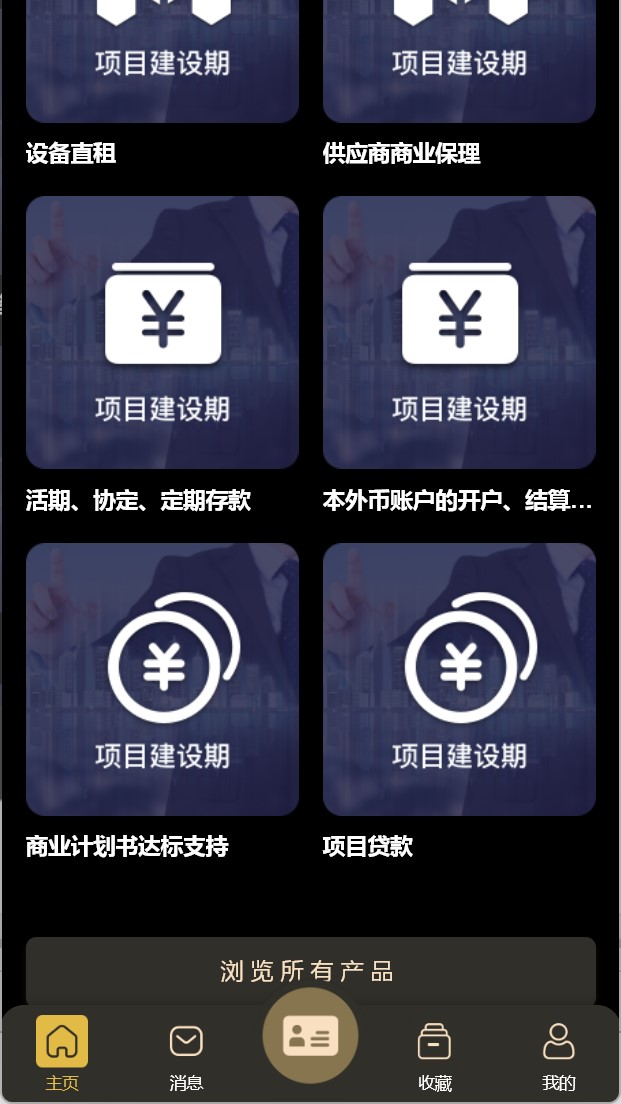 项目建设期
项目建设期
设备直租
供应商商业保理
项目建设期
项目建设期
活期、协定、定期存款
本外币账户的开户、结算...
项目建设期
项目建设期
商业计划书达标支持
项目贷款
浏览所有产品
主页
消息
收藏
我的